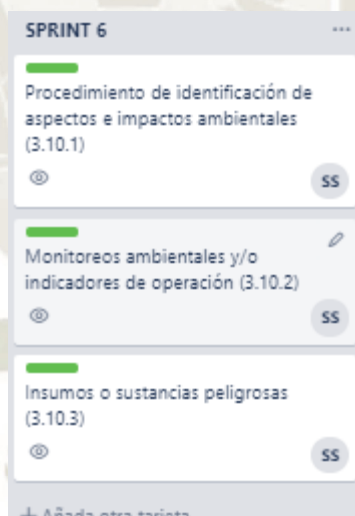 SPRINT 6
Procedimiento de identificación de
aspectos e impactos ambientales
(3.10.1)
SS
Monitoreos ambientales y/o
indicadores de operación (3.10.2)
SS
Insumos o sustancias peligrosas
(3.10.3)
SS
+ Añada otra tarjeta